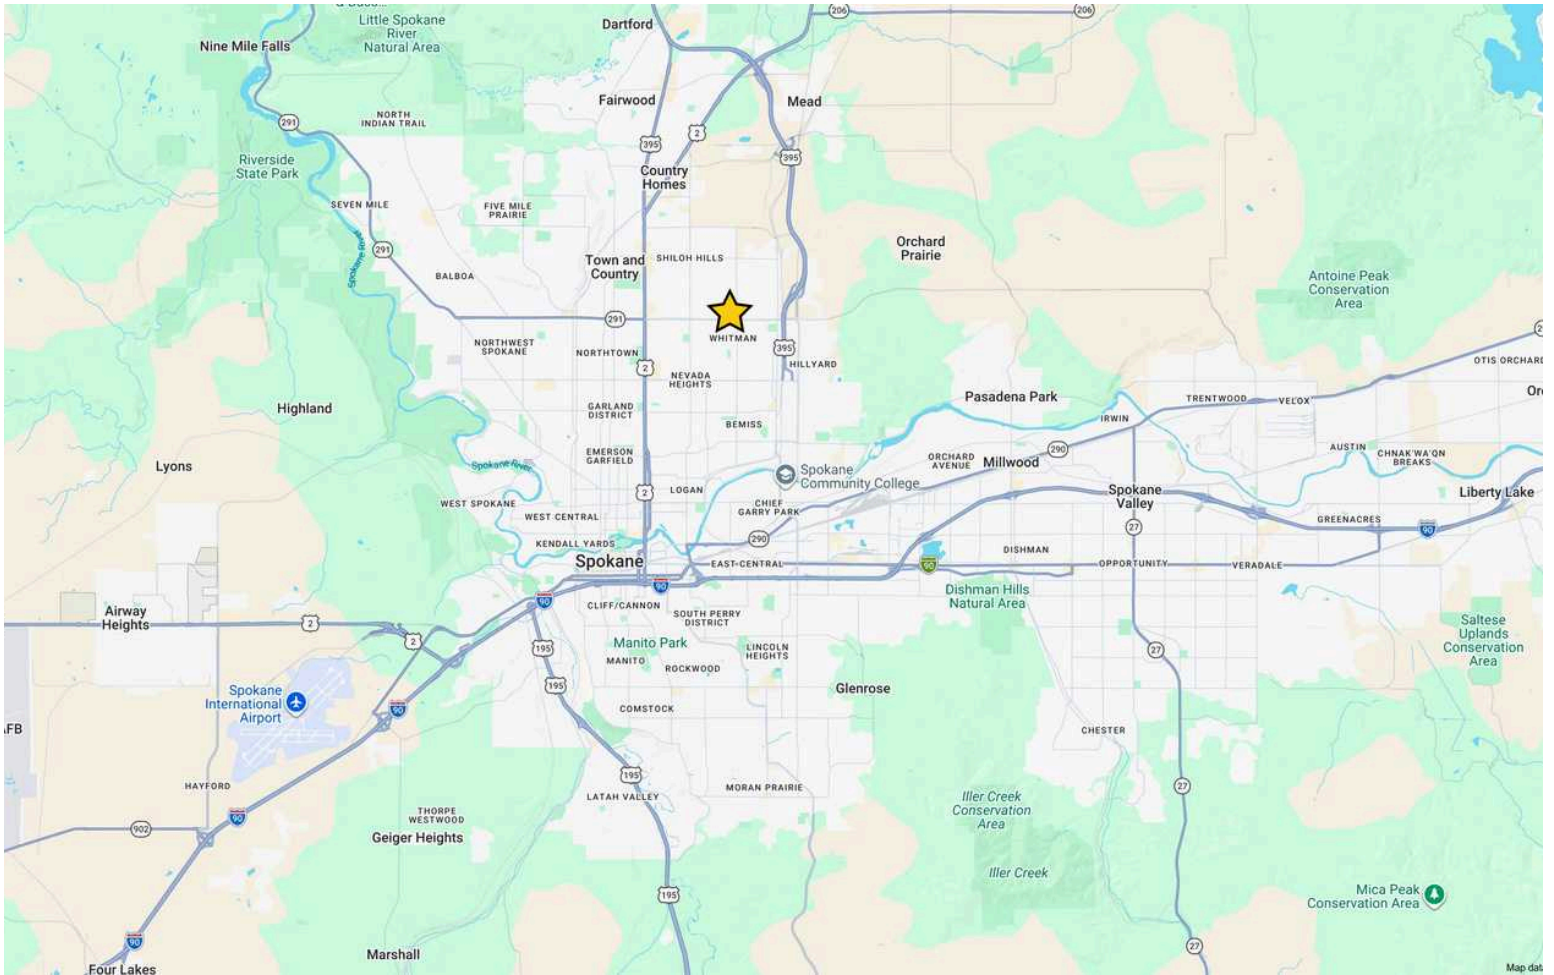 & Duc...
206
206
Little Spokane
River
Natural Area
Dartford
Nine Mile Falls
Fairwood
Mead
291
NORTH
INDIAN TRAIL
2
395
395
Riverside
State Park
Country
Homes
SEVEN MILE
FIVE MILE
PRAIRIE
291
Spokane River
BALBOA
Town and
Country
SHILOH HILLS
Orchard
Prairie
Antoine Peak
Conservation
Area
291
WHITMAN
NORTHWEST
SPOKANE
NORTHTOWN
395
HILLYARD
2
NEVADA
HEIGHTS
OTIS ORCHARD
Highland
GARLAND
DISTRICT
BEMISS
Pasadena Park
IRWIN
TRENTWOOD
VELOX
EMERSON
GARFIELD
Spokane River
Lyons
Spokane
Community College
ORCHARD
AVENUE
Millwood
290
AUSTIN
CHNAK'WA'QN
BREAKS
WEST SPOKANE
2
LOGAN
CHIEF
GARRY PARK
Spokane
Valley
Liberty Lake
WEST CENTRAL
27
GREENACRES
90
KENDALL YARDS
290
DISHMAN
Spokane
EAST-CENTRAL
90
OPPORTUNITY
VERADALE
90
90
Dishman Hills
Natural Area
CLIFF/CANNON
SOUTH PERRY
DISTRICT
Airway
Heights
2
2
195
Manito Park
MANITO
ROCKWOOD
LINCOLN
HEIGHTS
27
Saltese
Uplands
Conservation
Area
195
Glenrose
Spokane
International
Airport
90
COMSTOCK
AFB
CHESTER
HAYFORD
195
LATAH VALLEY
MORAN PRAIRIE
27
90
902
THORPE
WESTWOOD
Geiger Heights
Iller Creek
Conservation
Area
Iller Creek
195
Mica Peak
Conservation Area
90
Marshall
27
Four Lakes
Map data